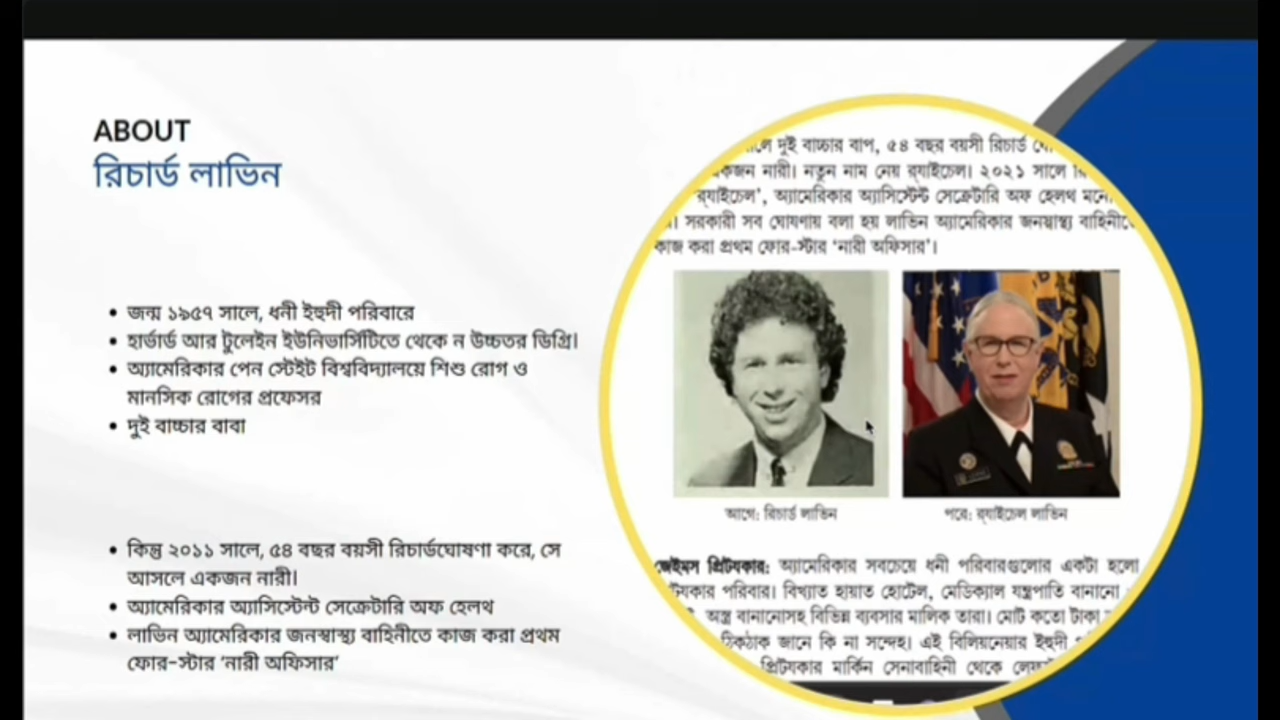 ABOUT
রিচার্ড লাভিন
জন্ম ১৯৫৭ সালে, ধনী ইহুদী পরিবারে
হার্ভার্ড আর টুলেইন ইউনিভার্সিটিতে থেকে ন উচ্চতর ডিগ্রি।
অ্যামেরিকার পেন স্টেইট বিশ্ববিদ্যালয়ে শিশু রোগ ও
মানসিক রোগের প্রফেসর
দুই বাচ্চার বাবা
কিন্তু ২০১১ সালে, ৫৪ বছর বয়সী রিচার্ডঘোষণা করে, সে
আসলে একজন নারী।
অ্যামেরিকার অ্যাসিস্টেন্ট সেক্রেটারি অফ হেলথ
লাভিন অ্যামেরিকার জনস্বাস্থ্য বাহিনীতে কাজ করা প্রথম
ফোর-স্টার ‘নারী অফিসার’
দুই বাচ্চার বাপ, ৫৪ বছর বয়সী রিচার্ড
নারী। নতুন নাম নেয় র‍্যাইচেল। ২০২১ সালে
র‍্যাইচেল’, অ্যামেরিকার অ্যাসিস্টেন্ট সেক্রেটারি অফ হেলথ
সরকারী সব ঘোষণায় বলা হয় লাভিন অ্যামেরিকার জনস্বাস্থ্য
কাজ করা প্রথম ফোর-স্টার ‘নারী অফিসার’।
আগে: রিচার্ড লাভিন
পরে: র‍্যাইচেল লাভিন
জেইমস প্রিটযকার: অ্যামেরিকার সবচেয়ে ধনী পরিবারগুলোর একটা হলো
পরিবার। বিখ্যাত হায়াত হোটেল, মেডিক্যাল যন্ত্রপাতি বানানো
অস্ত্র বানানোসহ বিভিন্ন ব্যবসার মালিক তারা। মোট কতো টাকা
ঠিকঠাক জানে কি না সন্দেহ। এই বিলিয়নেয়ার ইহুদী
প্রিটযকার মার্কিন সেনাবাহিনী থেকে